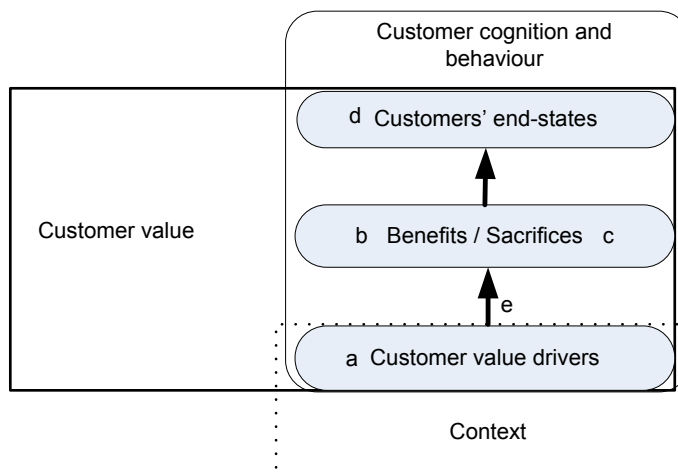 Customer cognition and
behaviour
d Customers' end-states
Customer value
b Benefits / Sacrifices c
e
a Customer value drivers
Context